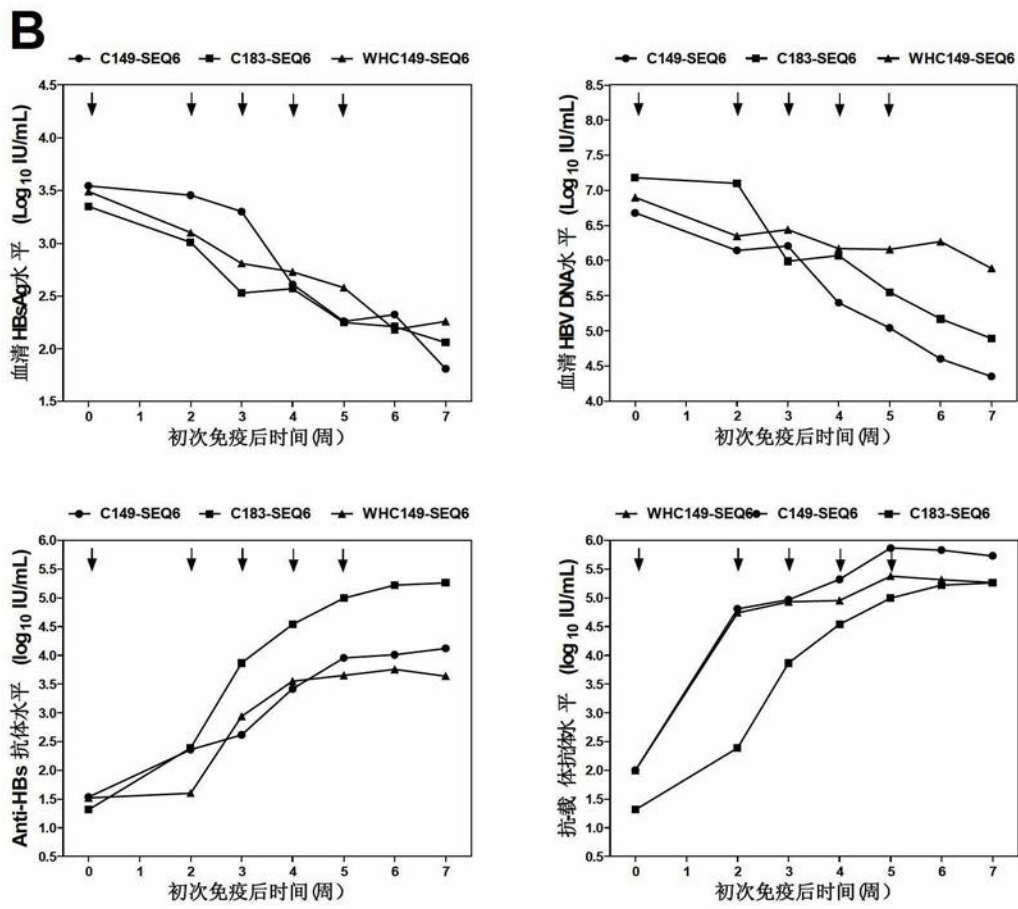 B
C149-SEQ6 C183-SEQ6 WHC149-SEQ6
血清 HBsAg水 平 (Log10 IU/mL)
4.5
4.0
3.5
3.0
2.5
2.0
1.5
0 1 2 3 4 5 6 7
初次免疫后时间(周)
C149-SEQ6 C183-SEQ6 WHC149-SEQ6
血清 HBV DNA水 平 (Log10 IU/mL)
8.5
8.0
7.5
7.0
6.5
6.0
5.5
5.0
4.5
4.0
0 1 2 3 4 5 6 7
初次免疫后时间(周)
C149-SEQ6 C183-SEQ6 WHC149-SEQ6
Anti-HBs 抗体水平 (log10 IU/mL)
6.0
5.5
5.0
4.5
4.0
3.5
3.0
2.5
2.0
1.5
1.0
0.5
0 1 2 3 4 5 6 7
初次免疫后时间(周)
WHC149-SEQ6 C149-SEQ6 C183-SEQ6
抗-载 体抗体水 平 (log10 IU/mL)
6.0
5.5
5.0
4.5
4.0
3.5
3.0
2.5
2.0
1.5
1.0
0.5
0 1 2 3 4 5 6 7
初次免疫后时间(周)